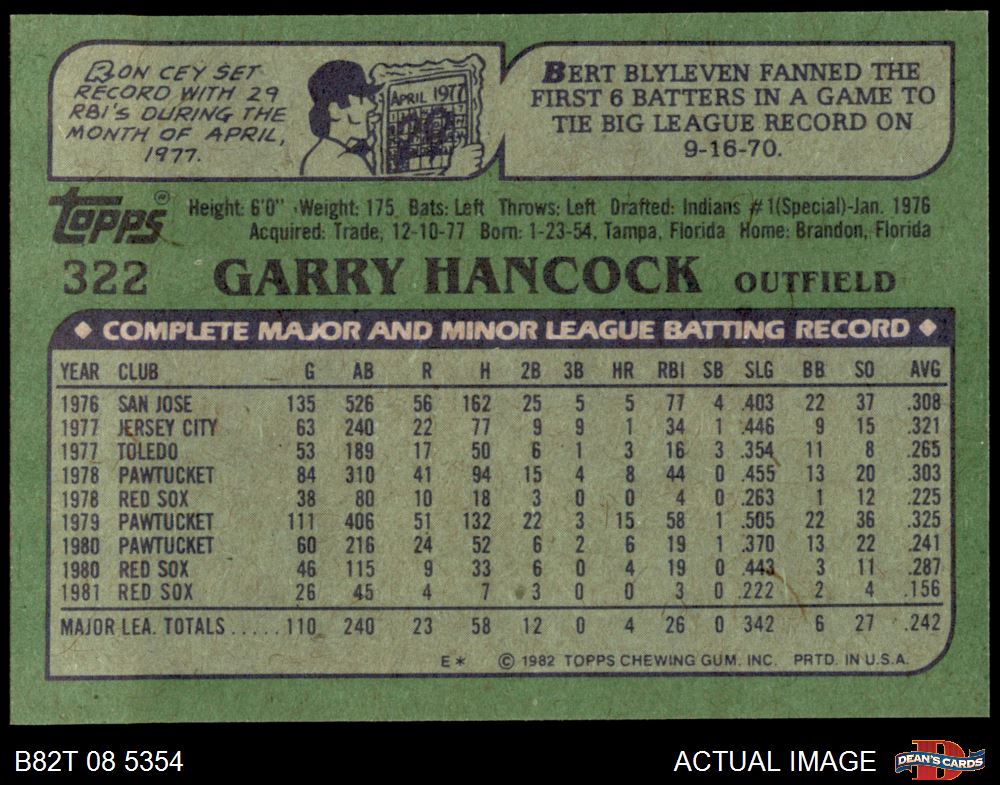 RON CEY SET
RECORD WITH 29
RBI'S DURING THE
MONTH OF APRIL,
1977.
APRIL 1977
29
BERT BLYLEVEN FANNED THE
FIRST 6 BATTERS IN A GAME TO
TIE BIG LEAGUE RECORD ON
9-16-70.
topps®
Height: 6'0" Weight: 175 Bats: Left Throws: Left Drafted: Indians #1(Special)-Jan. 1976
Acquired: Trade, 12-10-77 Born: 1-23-54, Tampa, Florida Home: Brandon, Florida
322 GARRY HANCOCK OUTFIELD
◆ COMPLETE MAJOR AND MINOR LEAGUE BATTING RECORD ◆
YEAR CLUB G AB R H 2B 3B HR RBI SB SLG BB SO AVG
1976 SAN JOSE 135 526 56 162 25 5 5 77 4 .403 22 37 .308
1977 JERSEY CITY 63 240 22 77 9 9 1 34 1 .446 9 15 .321
1977 TOLEDO 53 189 17 50 6 1 3 16 3 .354 11 8 .265
1978 PAWTUCKET 84 310 41 94 15 4 8 44 0 .455 13 20 .303
1978 RED SOX 38 80 10 18 3 0 0 4 0 .263 1 12 .225
1979 PAWTUCKET 111 406 51 132 22 3 15 58 1 .505 22 36 .325
1980 PAWTUCKET 60 216 24 52 6 2 6 19 1 .370 13 22 .241
1980 RED SOX 46 115 9 33 6 0 4 19 0 .443 3 11 .287
1981 RED SOX 26 45 4 7 3 0 0 3 0 .222 2 4 .156
MAJOR LEA. TOTALS.....110 240 23 58 12 0 4 26 0 342 6 27 .242
E* © 1982 TOPPS CHEWING GUM. INC. PRTD. IN U.S.A.
B82T 08 5354 ACTUAL IMAGE DEAN'S CARDS